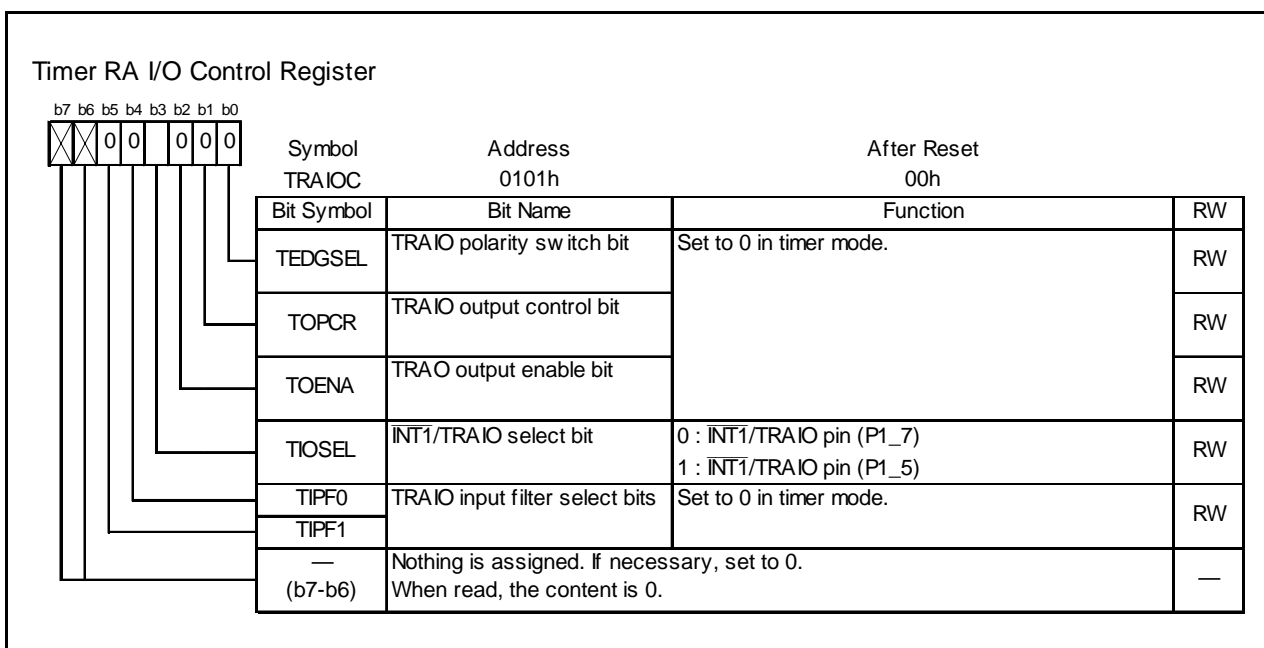 Timer RA I/O Control Register
b7 b6 b5 b4 b3 b2 b1 b0
0 0 0 0 0
Symbol Address After Reset
TRAIOC 0101h 00h
Bit Symbol Bit Name Function RW
TEDGSEL TRAIO polarity switch bit Set to 0 in timer mode. RW
TOPCR TRAIO output control bit RW
TOENA TRAO output enable bit RW
TIOSEL INT1/TRAIO select bit 0 : INT1/TRAIO pin (P1_7) RW
1 : INT1/TRAIO pin (P1_5)
TIPF0 TRAIO input filter select bits Set to 0 in timer mode. RW
TIPF1
— Nothing is assigned. If necessary, set to 0. —
(b7-b6) When read, the content is 0.